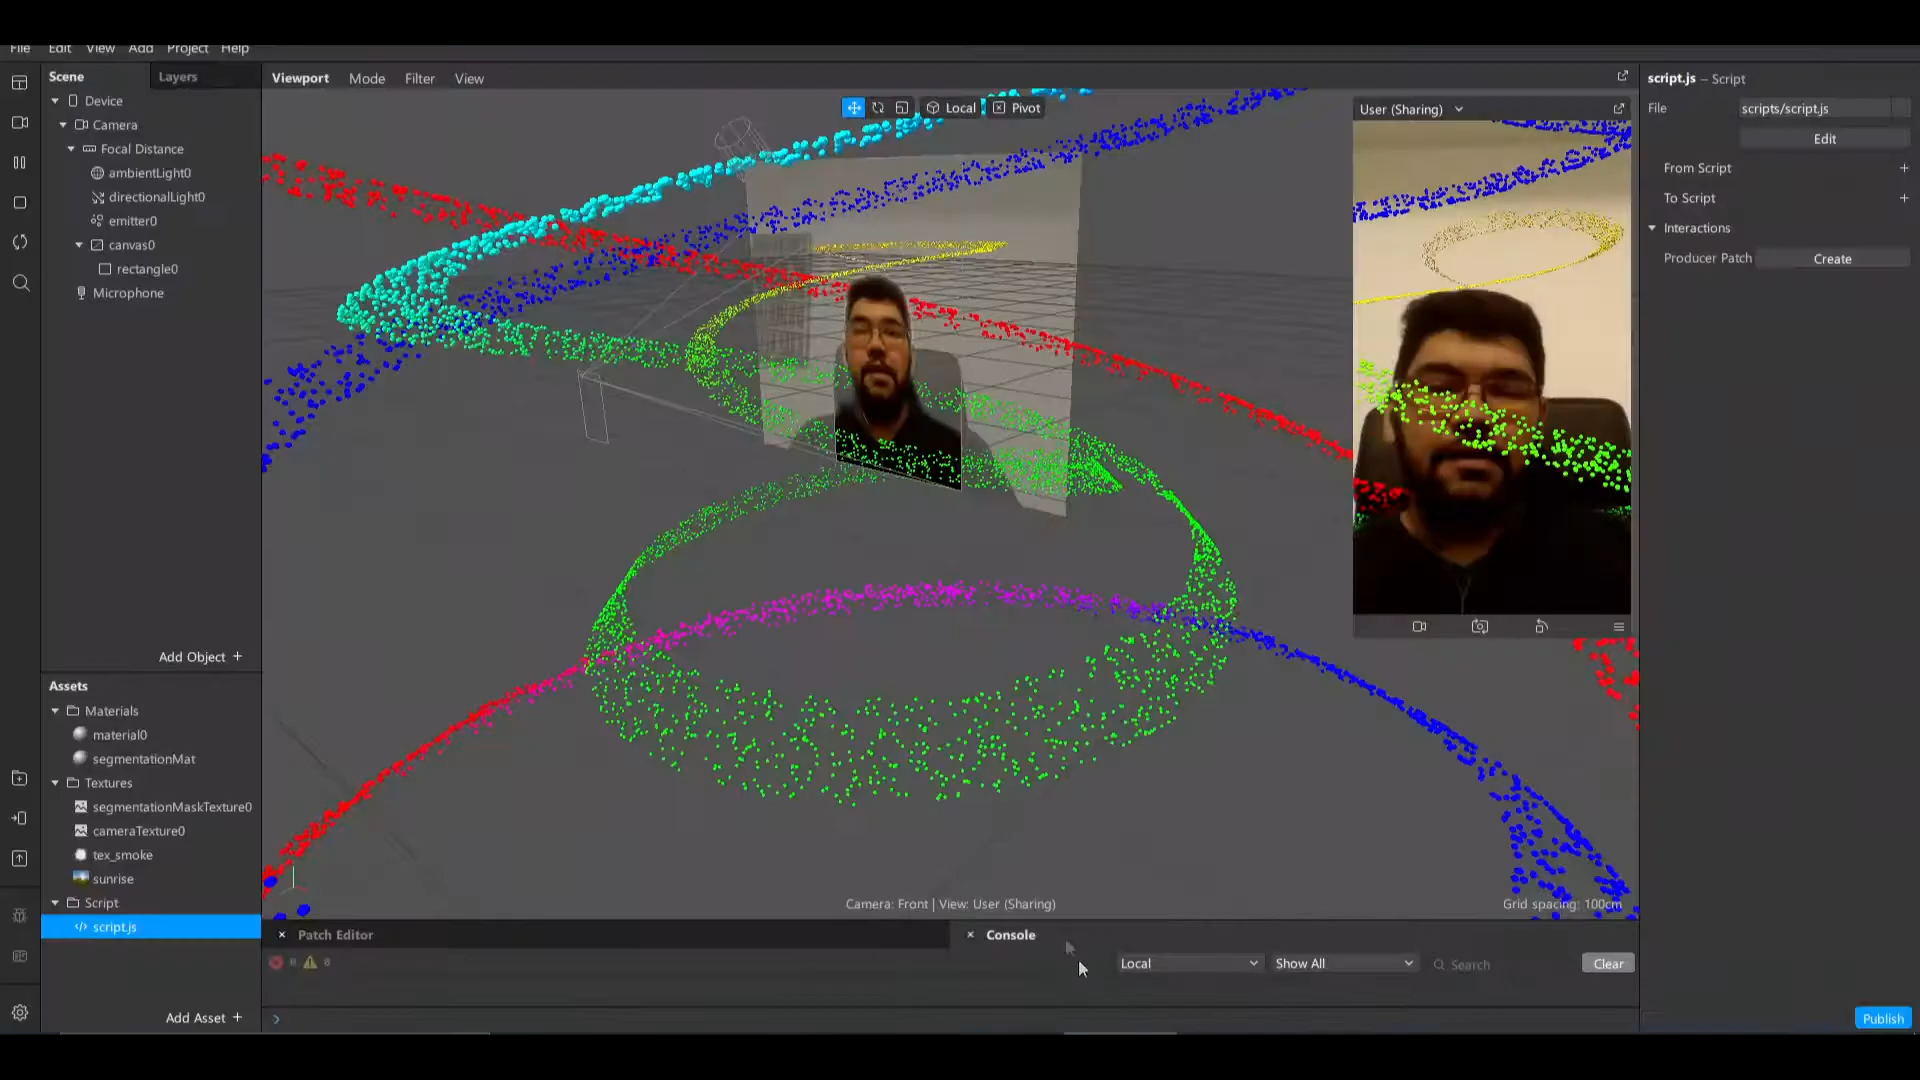 File Edit View Add Project Help
Scene Layers
Device
Camera
Focal Distance
ambientLight0
directionalLight0
emitter0
canvas0
rectangle0
Microphone
Add Object +
Assets
Materials
material0
segmentationMat
Textures
segmentationMaskTexture0
cameraTexture0
tex_smoke
sunrise
Script
script.js
Add Asset +
Viewport Mode Filter View
Local Pivot
User (Sharing)
Camera: Front | View: User (Sharing)
Grid spacing: 100cm
Patch Editor
Console
Local Show All Search Clear
script.js – Script
File scripts/script.js
Edit
From Script +
To Script +
Interactions
Producer Patch Create
Publish